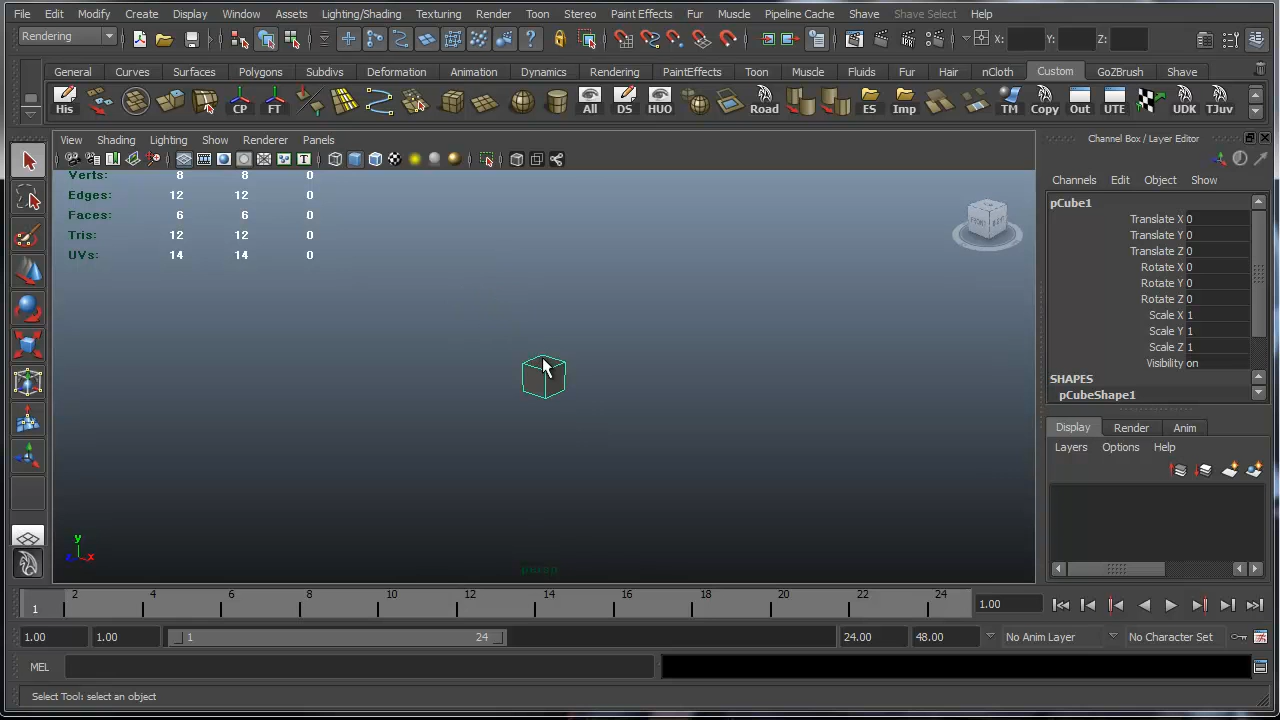 File Edit Modify Create Display Window Assets Lighting/Shading Texturing Render Toon Stereo Paint Effects Fur Muscle Pipeline Cache Shave Shave Select Help
Rendering X: Y: Z:
General Curves Surfaces Polygons Subdivs Deformation Animation Dynamics Rendering PaintEffects Toon Muscle Fluids Fur Hair nCloth Custom GoZBrush Shave
His CP FT All DS HUO Road ES Imp TM Copy Out UTE UDK TJuv
View Shading Lighting Show Renderer Panels
Channel Box / Layer Editor
Channels Edit Object Show
Verts: 8 8 0
Edges: 12 12 0
Faces: 6 6 0
Tris: 12 12 0
UVs: 14 14 0
FRONT
pCube1
Translate X 0
Translate Y 0
Translate Z 0
Rotate X 0
Rotate Y 0
Rotate Z 0
Scale X 1
Scale Y 1
Scale Z 1
Visibility on
SHAPES
pCubeShape1
Display Render Anim
Layers Options Help
y
z x
persp
1 2 4 6 8 10 12 14 16 18 20 22 24 1.00
1.00 1.00 1 24 24.00 48.00 No Anim Layer No Character Set
MEL
Select Tool: select an object